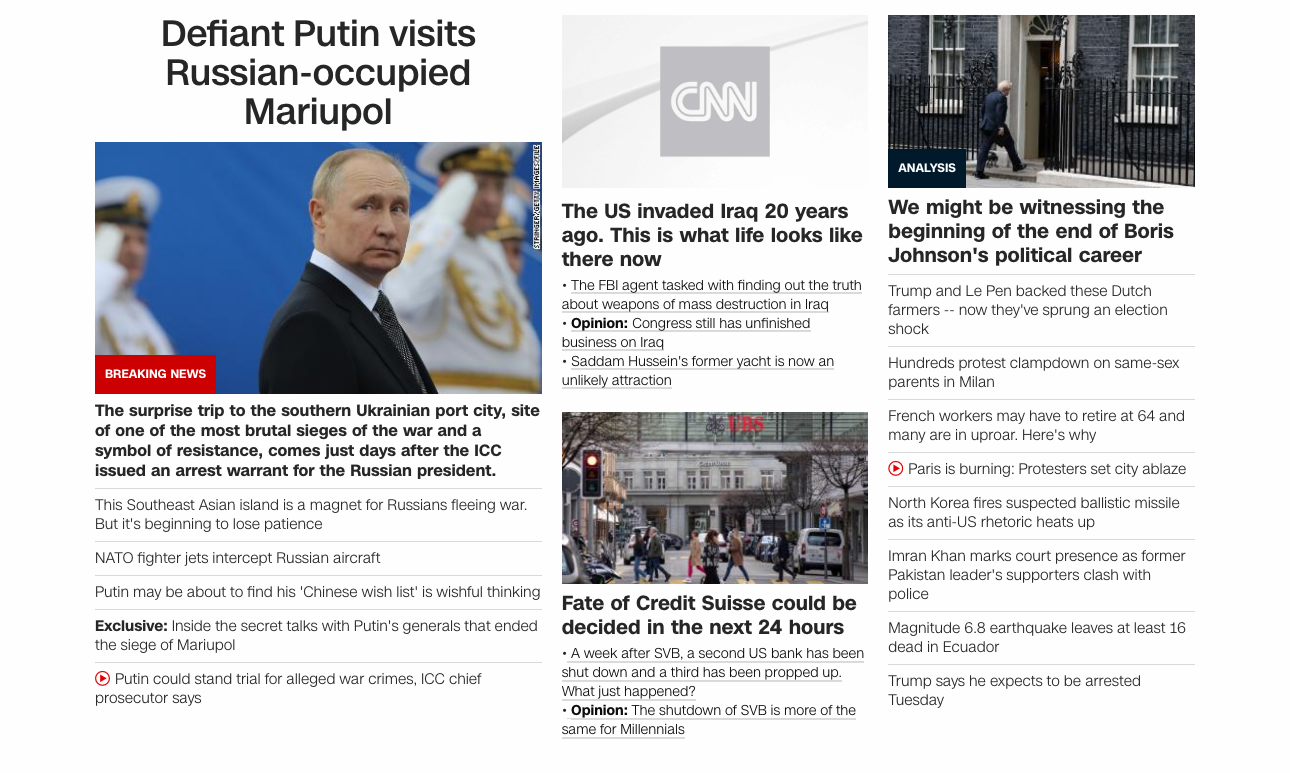 Defiant Putin visits
Russian-occupied
Mariupol
STRINGER/GETTY IMAGES/FILE
BREAKING NEWS
The surprise trip to the southern Ukrainian port city, site
of one of the most brutal sieges of the war and a
symbol of resistance, comes just days after the ICC
issued an arrest warrant for the Russian president.
This Southeast Asian island is a magnet for Russians fleeing war.
But it's beginning to lose patience
NATO fighter jets intercept Russian aircraft
Putin may be about to find his 'Chinese wish list' is wishful thinking
Exclusive: Inside the secret talks with Putin's generals that ended
the siege of Mariupol
Putin could stand trial for alleged war crimes, ICC chief
prosecutor says
CNN
The US invaded Iraq 20 years
ago. This is what life looks like
there now
• The FBI agent tasked with finding out the truth
about weapons of mass destruction in Iraq
• Opinion: Congress still has unfinished
business on Iraq
• Saddam Hussein's former yacht is now an
unlikely attraction
UBS
Fate of Credit Suisse could be
decided in the next 24 hours
• A week after SVB, a second US bank has been
shut down and a third has been propped up.
What just happened?
• Opinion: The shutdown of SVB is more of the
same for Millennials
ANALYSIS
We might be witnessing the
beginning of the end of Boris
Johnson's political career
Trump and Le Pen backed these Dutch
farmers -- now they've sprung an election
shock
Hundreds protest clampdown on same-sex
parents in Milan
French workers may have to retire at 64 and
many are in uproar. Here's why
Paris is burning: Protesters set city ablaze
North Korea fires suspected ballistic missile
as its anti-US rhetoric heats up
Imran Khan marks court presence as former
Pakistan leader's supporters clash with
police
Magnitude 6.8 earthquake leaves at least 16
dead in Ecuador
Trump says he expects to be arrested
Tuesday